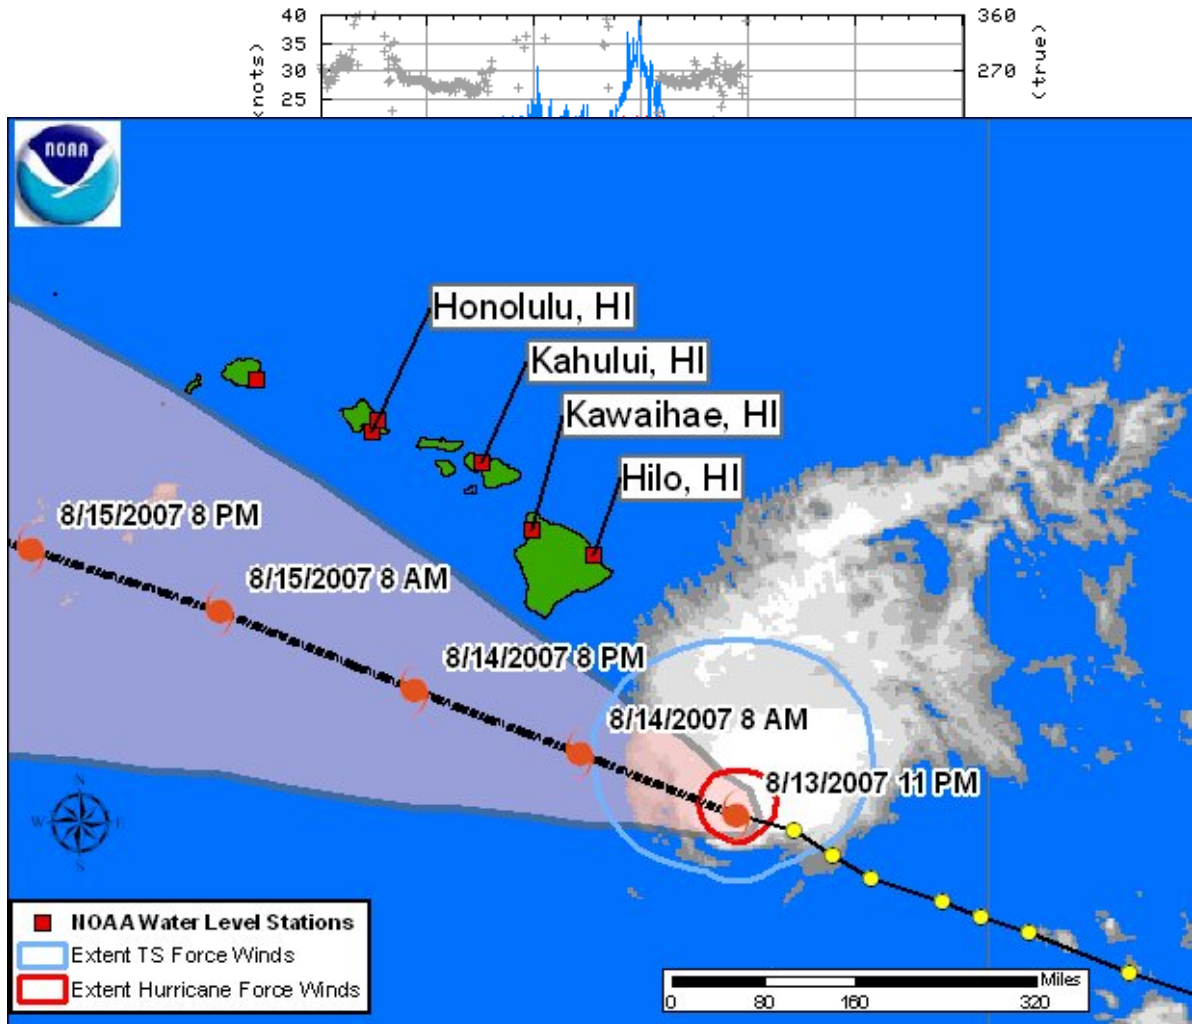 40
360
35
30
270
25
(true)
NOAA
Honolulu, HI
Kahului, HI
Kawaihae, HI
Hilo, HI
8/15/2007 8 PM
8/15/2007 8 AM
8/14/2007 8 PM
8/14/2007 8 AM
8/13/2007 11 PM
N
W
E
S
NOAA Water Level Stations
Extent TS Force Winds
Extent Hurricane Force Winds
Miles
0 80 160 320